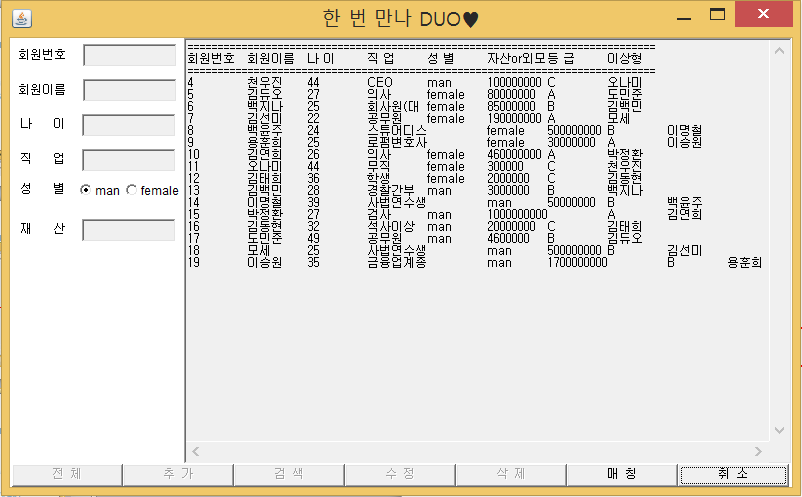 한 번 만나 DUO♥
회원번호
회원이름
나 이
직 업
성 별 man female
재 산
==============================================================
회원번호 회원이름 나 이 직 업 성 별 자산or외모등 급 이상형
==============================================================
4 천우진 44 CEO man 100000000 C 오나미
5 김듀오 27 의사 female 80000000 A 도민준
6 백지나 25 회사원(대 female 85000000 B 김백민
7 김선미 22 공무원 female 190000000 A 모세
8 백윤주 24 스튜어디스 female 500000000 B 이명철
9 용훈희 25 로펌변호사 female 30000000 A 이승원
10 김연희 26 의사 female 460000000 A 박정환
11 오나미 44 무직 female 300000 C 천우진
12 김태희 36 학생 female 2000000 C 김동현
13 김백민 28 경찰간부 man 3000000 B 백지나
14 이명철 39 사법연수생 man 50000000 B 백윤주
15 박정환 27 검사 man 1000000000 A 김연희
16 김동현 32 석사이상 man 20000000 C 김태희
17 도민준 49 공무원 man 4600000 B 김듀오
18 모세 25 사법연수생 man 500000000 B 김선미
19 이승원 35 금융업계종 man 1700000000 B 용훈희
전 체 추 가 검 색 수 정 삭 제 매 칭 취 소